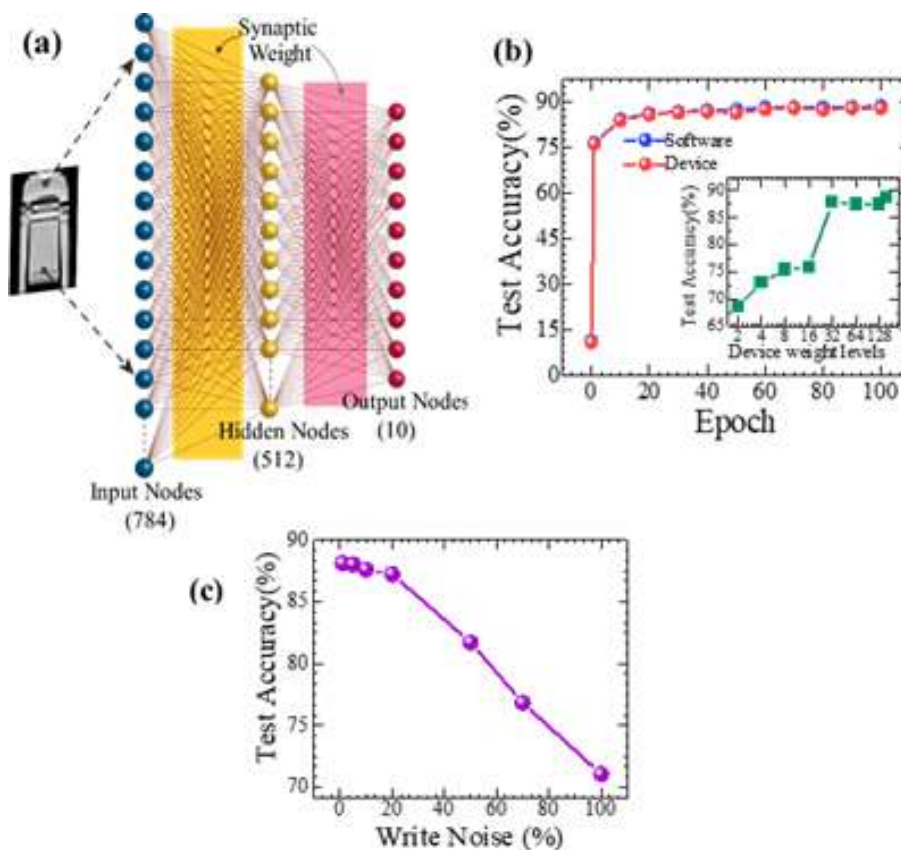 (a)
Synaptic
Weight
Output Nodes
(10)
Hidden Nodes
(512)
Input Nodes
(784)
(b)
Test Accuracy(%)
90
75
60
45
30
15
0
Software
Device
Test Accuracy(%)
90
85
80
75
70
65
2 4 8 16 32 64 128
Device weight levels
0 20 40 60 80 100
Epoch
(c)
Test Accuracy(%)
90
85
80
75
70
0 20 40 60 80 100
Write Noise (%)